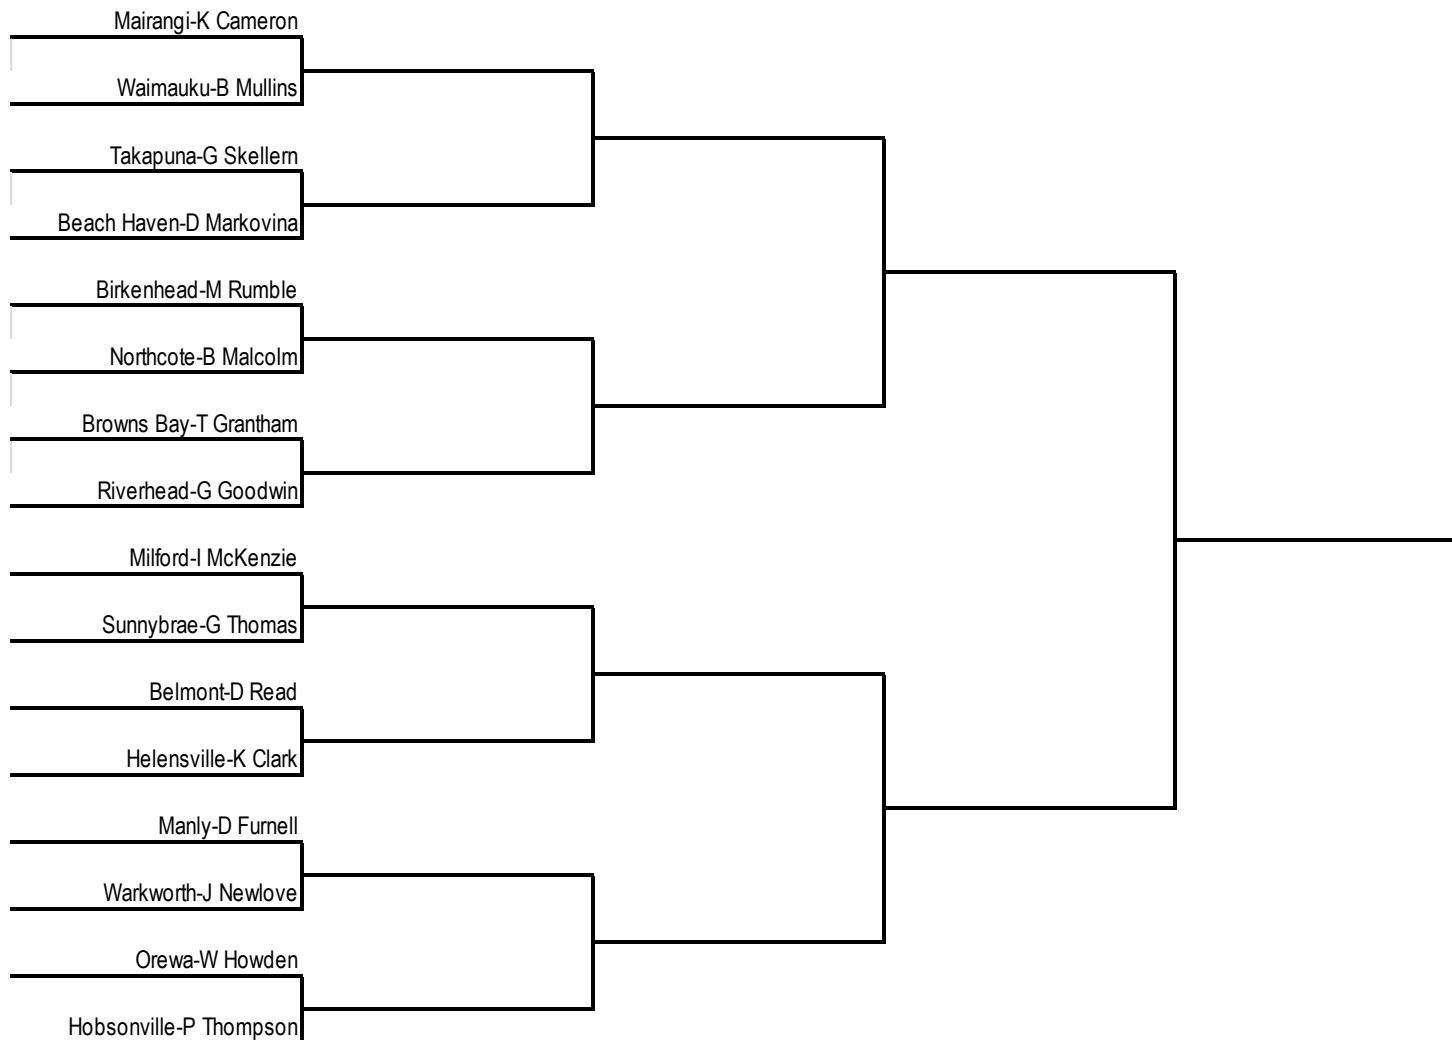 Mairangi-K Cameron
Waimauku-B Mullins
Takapuna-G Skellern
Beach Haven-D Markovina
Birkenhead-M Rumble
Northcote-B Malcolm
Browns Bay-T Grantham
Riverhead-G Goodwin
Milford-I McKenzie
Sunnybrae-G Thomas
Belmont-D Read
Helensville-K Clark
Manly-D Furnell
Warkworth-J Newlove
Orewa-W Howden
Hobsonville-P Thompson